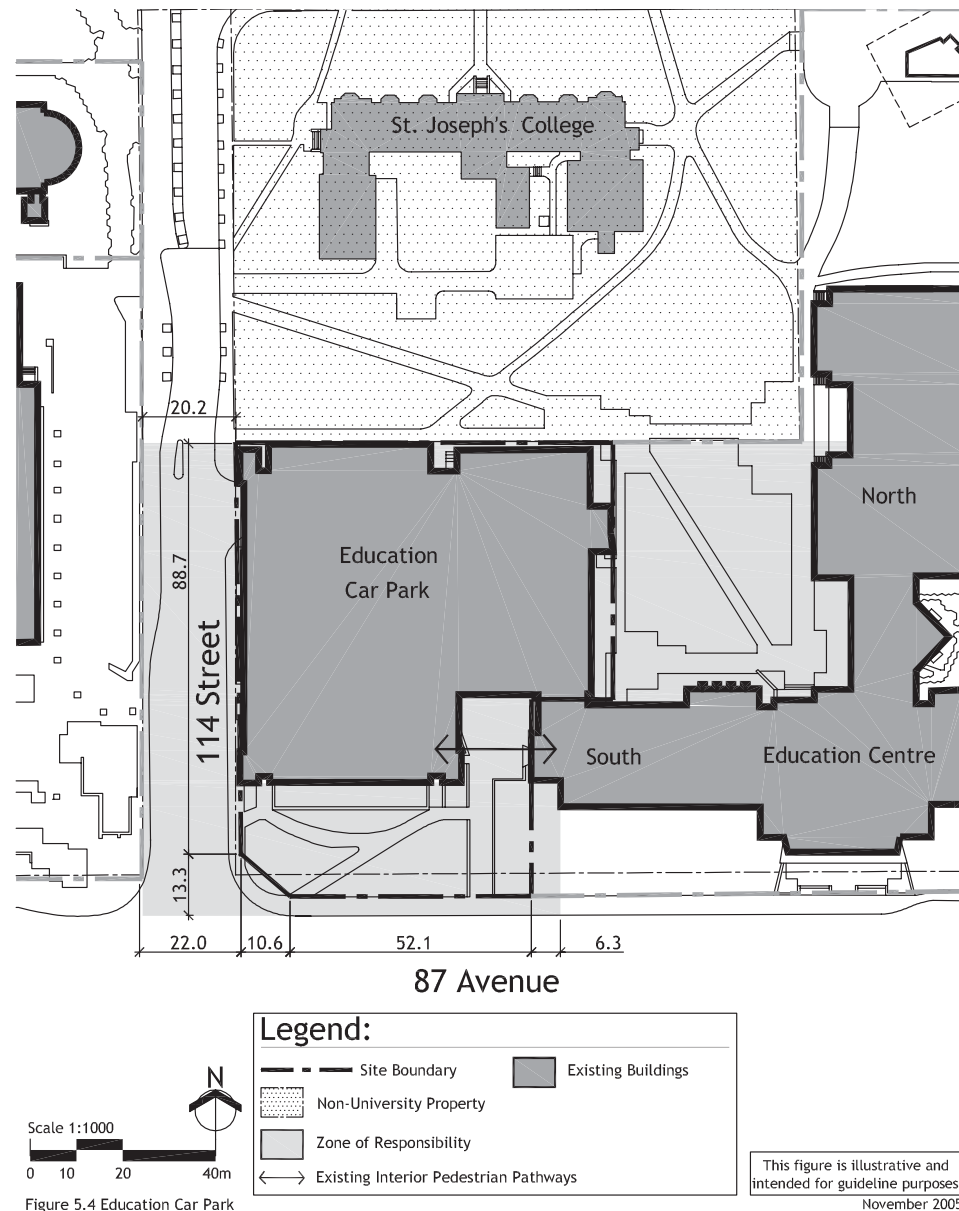 St. Joseph's College
20.2
North
Education
Car Park
88.7
114 Street
South
Education Centre
13.3
22.0
10.6
52.1
6.3
87 Avenue
Legend:
Site Boundary
Existing Buildings
Non-University Property
Zone of Responsibility
Existing Interior Pedestrian Pathways
N
Scale 1:1000
0 10 20 40m
Figure 5.4 Education Car Park
This figure is illustrative and
intended for guideline purposes
November 2005